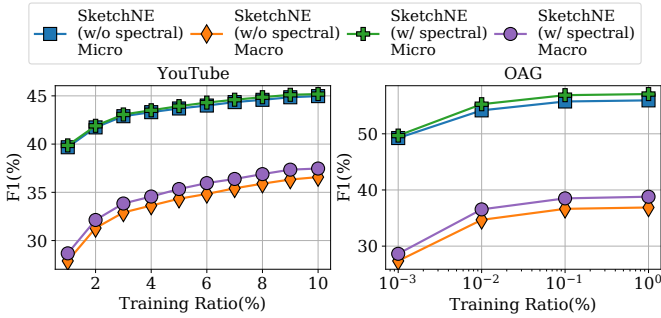 SketchNE
(w/o spectral)
Micro
SketchNE
(w/o spectral)
Macro
SketchNE
(w/ spectral)
Micro
SketchNE
(w/ spectral)
Macro
YouTube
45
40
35
30
F1(%)
2 4 6 8 10
Training Ratio(%)
OAG
50
40
30
F1(%)
10⁻³ 10⁻² 10⁻¹ 10⁰
Training Ratio(%)